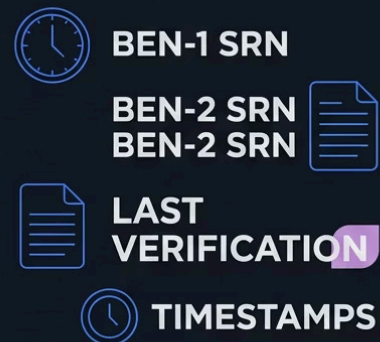 BEN-1 SRN
BEN-2 SRN
BEN-2 SRN
LAST
VERIFICATION
TIMESTAMPS